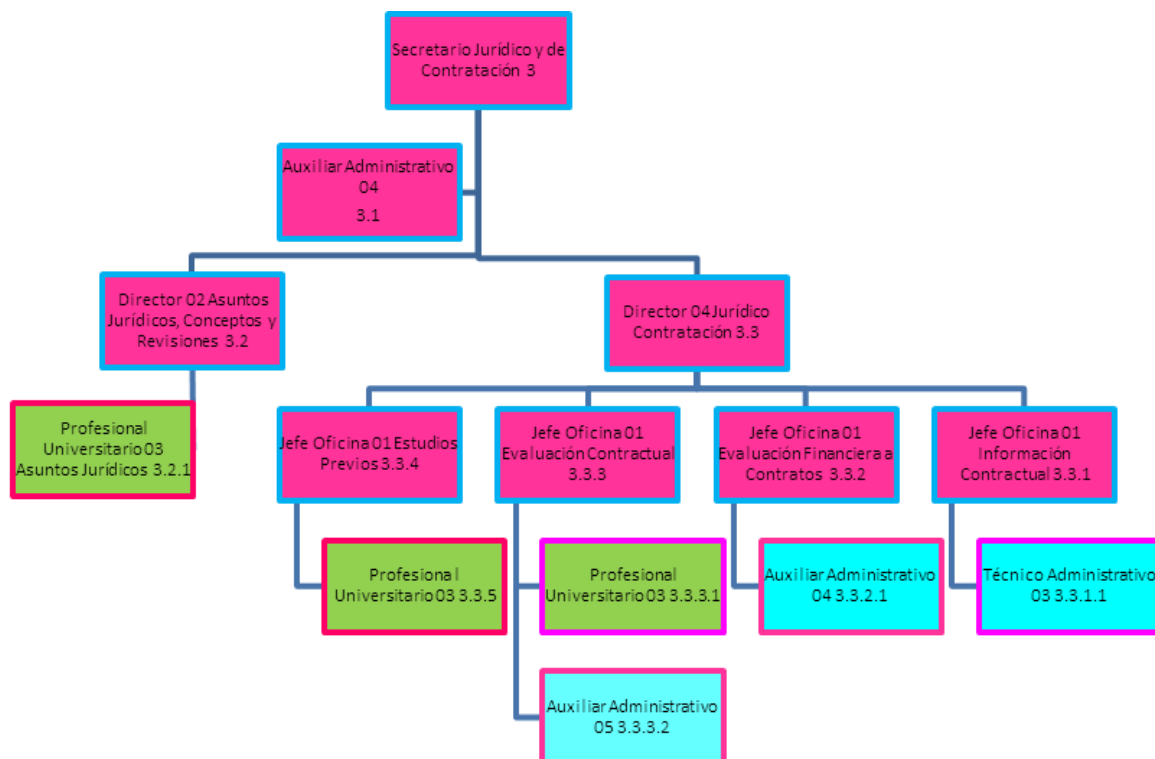 Secretario Jurídico y de
Contratación 3
Auxiliar Administrativo
04
3.1
Director 02 Asuntos
Jurídicos, Conceptos y
Revisiones 3.2
Director 04 Jurídico
Contratación 3.3
Profesional
Universitario 03
Asuntos Jurídicos 3.2.1
Jefe Oficina 01 Estudios
Previos 3.3.4
Jefe Oficina 01
Evaluación Contractual
3.3.3
Jefe Oficina 01
Evaluación Financiera a
Contratos 3.3.2
Jefe Oficina 01
Información
Contractual 3.3.1
Profesional
Universitario 03 3.3.5
Profesional
Universitario 03 3.3.3.1
Auxiliar Administrativo
04 3.3.2.1
Técnico Administrativo
03 3.3.1.1
Auxiliar Administrativo
05 3.3.3.2